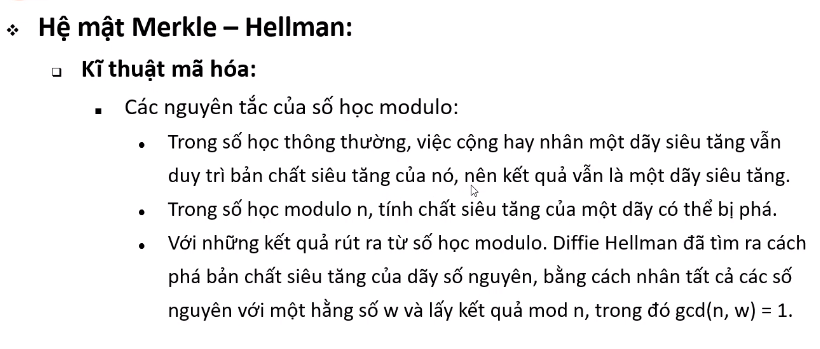 Hệ mật Merkle – Hellman:
Kĩ thuật mã hóa:
Các nguyên tắc của số học modulo:
Trong số học thông thường, việc cộng hay nhân một dãy siêu tăng vẫn
duy trì bản chất siêu tăng của nó, nên kết quả vẫn là một dãy siêu tăng.
Trong số học modulo n, tính chất siêu tăng của một dãy có thể bị phá.
Với những kết quả rút ra từ số học modulo. Diffie Hellman đã tìm ra cách
phá bản chất siêu tăng của dãy số nguyên, bằng cách nhân tất cả các số
nguyên với một hằng số w và lấy kết quả mod n, trong đó gcd(n, w) = 1.